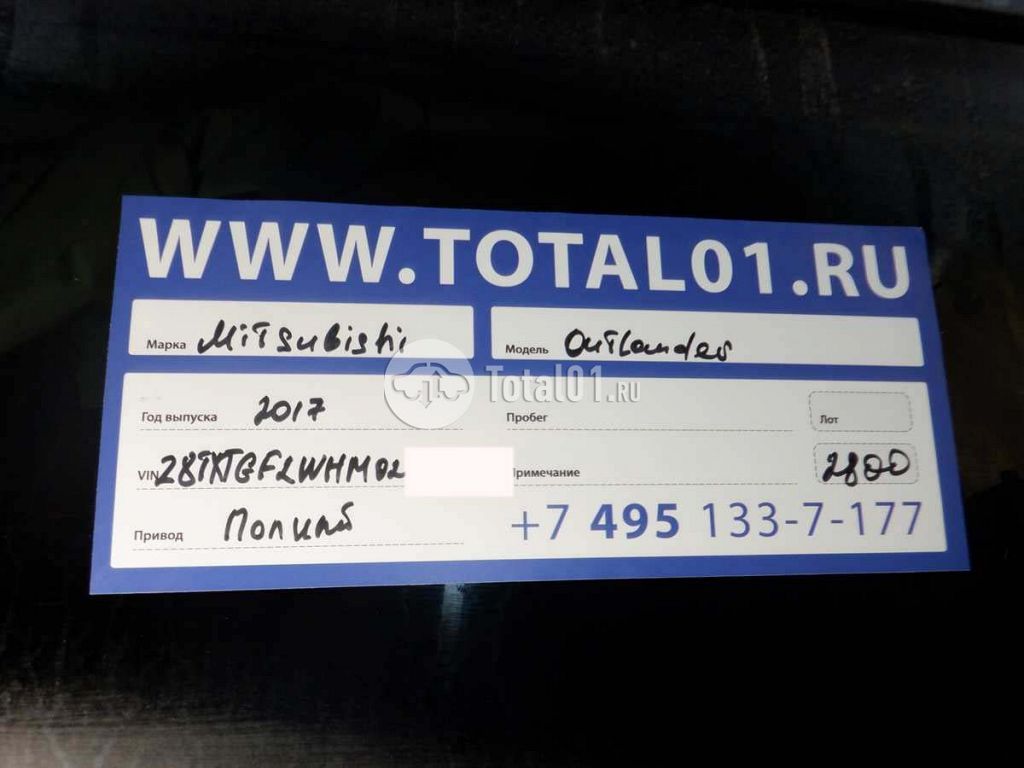 WWW.TOTAL01.RU
Марка Mitsubishi Модель Outlander
Total01.RU
Год выпуска 2017 Пробег Лот
VIN Z8TXTGF2WHM02 Примечание 2800
Привод Полный +7 495 133-7-177